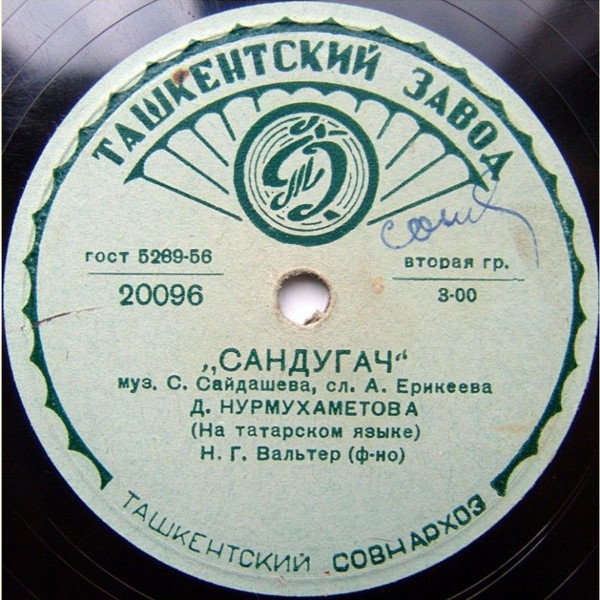 ТАШКЕНТСКИЙ ЗАВОД
ГОСТ 5289-56
20096
вторая гр.
3-00
„САНДУГАЧ“
муз. С. Сайдашева, сл. А. Ерикеева
Д. НУРМУХАМЕТОВА
(На татарском языке)
Н. Г. Вальтер (ф-но)
ТАШКЕНТСКИЙ СОВНАРХОЗ